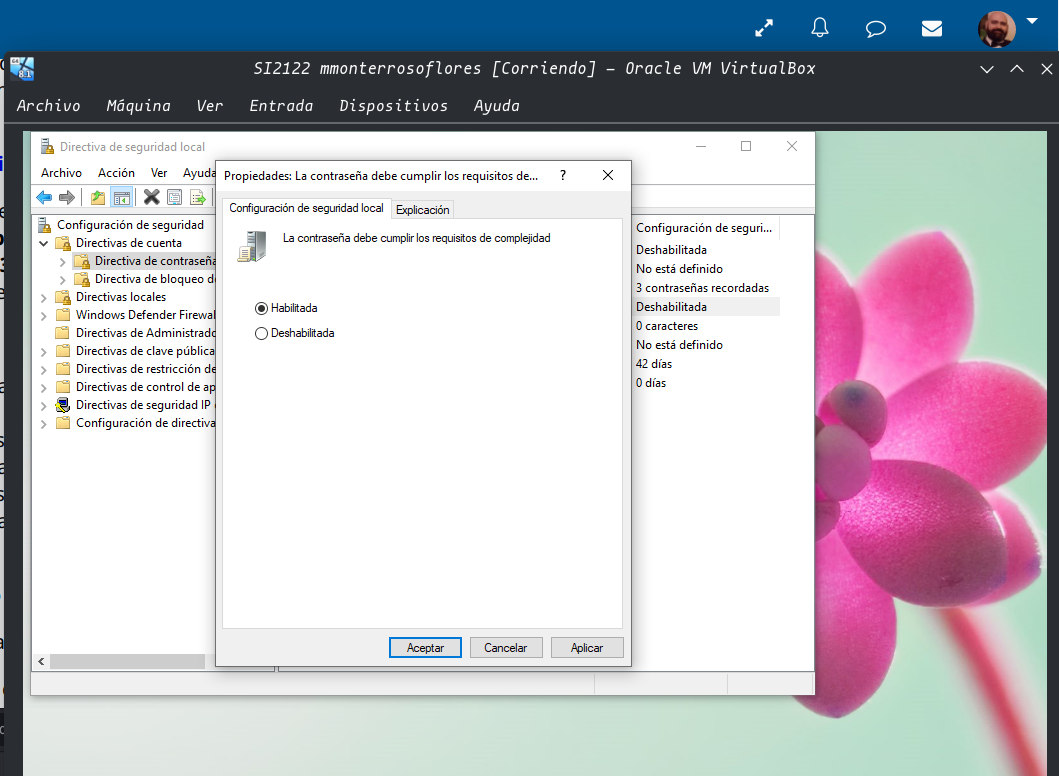 SI2122 mmonterrosoflores [Corriendo] – Oracle VM VirtualBox
Archivo Máquina Ver Entrada Dispositivos Ayuda
Directiva de seguridad local
Archivo Acción Ver Ayuda
Configuración de seguridad
Directivas de cuenta
Directiva de contraseña
Directiva de bloqueo d
Directivas locales
Windows Defender Firewal
Directivas de Administrado
Directivas de clave pública
Directivas de restricción de
Directivas de control de ap
Directivas de seguridad IP
Configuración de directiva
Propiedades: La contraseña debe cumplir los requisitos de...
?
Configuración de seguridad local Explicación
La contraseña debe cumplir los requisitos de complejidad
Habilitada
Deshabilitada
Aceptar Cancelar Aplicar
Configuración de seguri...
Deshabilitada
No está definido
3 contraseñas recordadas
Deshabilitada
0 caracteres
No está definido
42 días
0 días